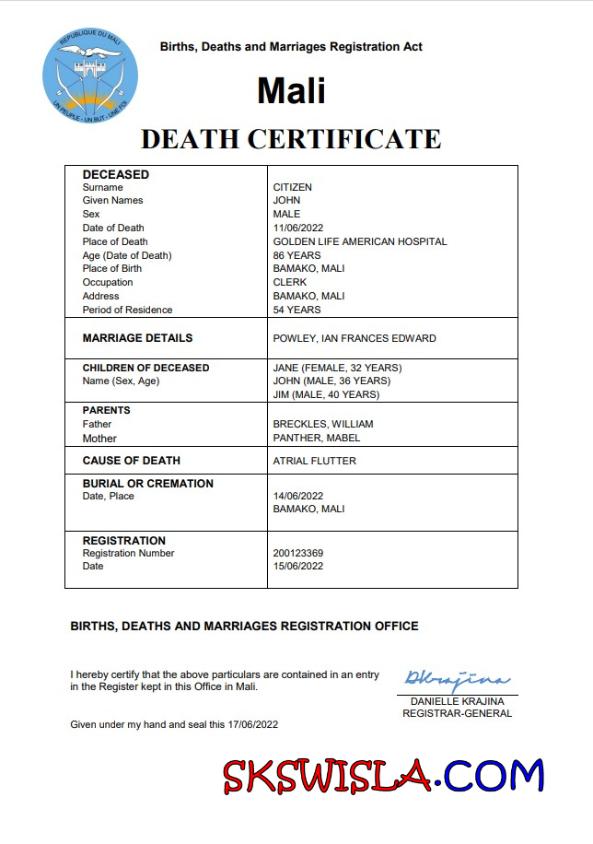 REPUBLIQUE DU MALI
UN PEUPLE - UN BUT - UNE FOI
Births, Deaths and Marriages Registration Act
Mali
DEATH CERTIFICATE
DECEASED
Surname CITIZEN
Given Names JOHN
Sex MALE
Date of Death 11/06/2022
Place of Death GOLDEN LIFE AMERICAN HOSPITAL
Age (Date of Death) 86 YEARS
Place of Birth BAMAKO, MALI
Occupation CLERK
Address BAMAKO, MALI
Period of Residence 54 YEARS
MARRIAGE DETAILS POWLEY, IAN FRANCES EDWARD
CHILDREN OF DECEASED JANE (FEMALE, 32 YEARS)
Name (Sex, Age) JOHN (MALE, 36 YEARS)
JIM (MALE, 40 YEARS)
PARENTS
Father BRECKLES, WILLIAM
Mother PANTHER, MABEL
CAUSE OF DEATH ATRIAL FLUTTER
BURIAL OR CREMATION
Date, Place 14/06/2022
BAMAKO, MALI
REGISTRATION
Registration Number 200123369
Date 15/06/2022
BIRTHS, DEATHS AND MARRIAGES REGISTRATION OFFICE
I hereby certify that the above particulars are contained in an entry
in the Register kept in this Office in Mali.
DKrajina
DANIELLE KRAJINA
REGISTRAR-GENERAL
Given under my hand and seal this 17/06/2022
SKSWISLA.COM